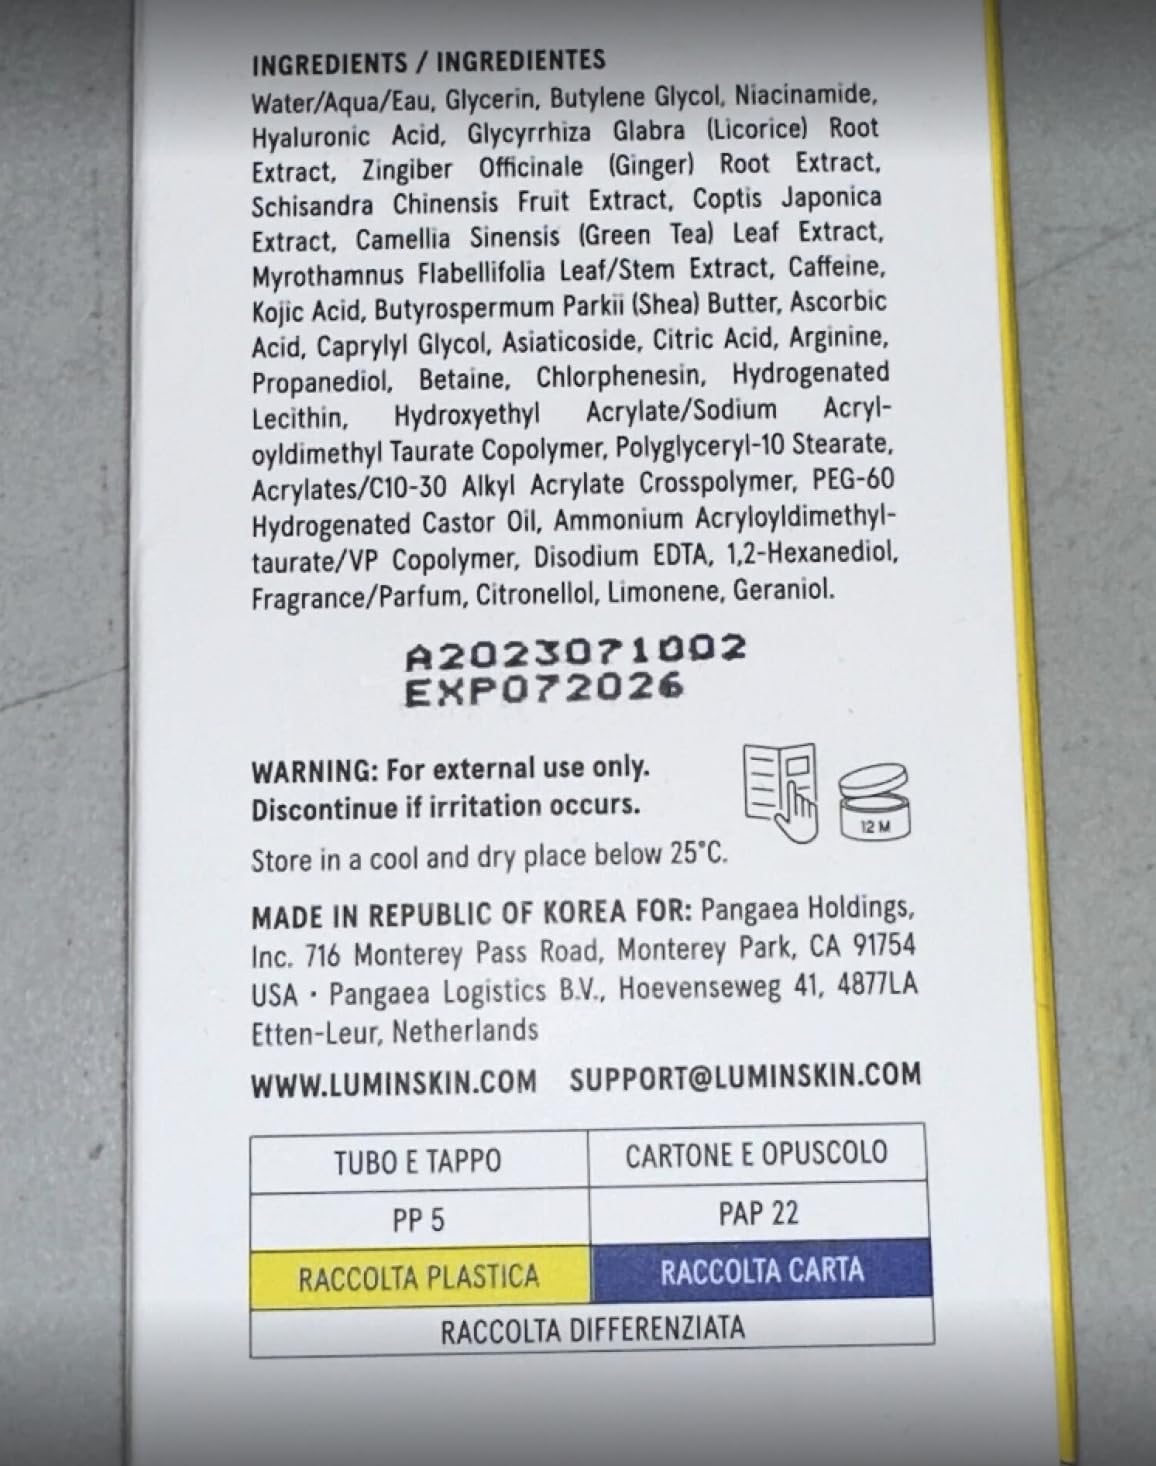 INGREDIENTS / INGREDIENTES
Water/Aqua/Eau, Glycerin, Butylene Glycol, Niacinamide,
Hyaluronic Acid, Glycyrrhiza Glabra (Licorice) Root
Extract, Zingiber Officinale (Ginger) Root Extract,
Schisandra Chinensis Fruit Extract, Coptis Japonica
Extract, Camellia Sinensis (Green Tea) Leaf Extract,
Myrothamnus Flabellifolia Leaf/Stem Extract, Caffeine,
Kojic Acid, Butyrospermum Parkii (Shea) Butter, Ascorbic
Acid, Caprylyl Glycol, Asiaticoside, Citric Acid, Arginine,
Propanediol, Betaine, Chlorphenesin, Hydrogenated
Lecithin, Hydroxyethyl Acrylate/Sodium Acryl-
oyldimethyl Taurate Copolymer, Polyglyceryl-10 Stearate,
Acrylates/C10-30 Alkyl Acrylate Crosspolymer, PEG-60
Hydrogenated Castor Oil, Ammonium Acryloyldimethyl-
taurate/VP Copolymer, Disodium EDTA, 1,2-Hexanediol,
Fragrance/Parfum, Citronellol, Limonene, Geraniol.
A2023071002
EXP072026
WARNING: For external use only.
Discontinue if irritation occurs.
12 M
Store in a cool and dry place below 25°C.
MADE IN REPUBLIC OF KOREA FOR: Pangaea Holdings,
Inc. 716 Monterey Pass Road, Monterey Park, CA 91754
USA · Pangaea Logistics B.V., Hoevenseweg 41, 4877LA
Etten-Leur, Netherlands
WWW.LUMINSKIN.COM SUPPORT@LUMINSKIN.COM
TUBO E TAPPO CARTONE E OPUSCOLO
PP 5 PAP 22
RACCOLTA PLASTICA RACCOLTA CARTA
RACCOLTA DIFFERENZIATA